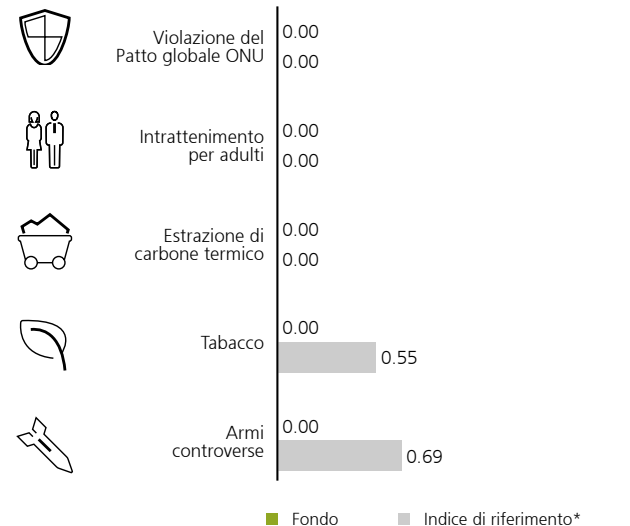 Violazione del
Patto globale ONU
0.00
0.00
Intrattenimento
per adulti
0.00
0.00
Estrazione di
carbone termico
0.00
0.00
Tabacco
0.00
0.55
Armi
controverse
0.00
0.69
Fondo
Indice di riferimento*